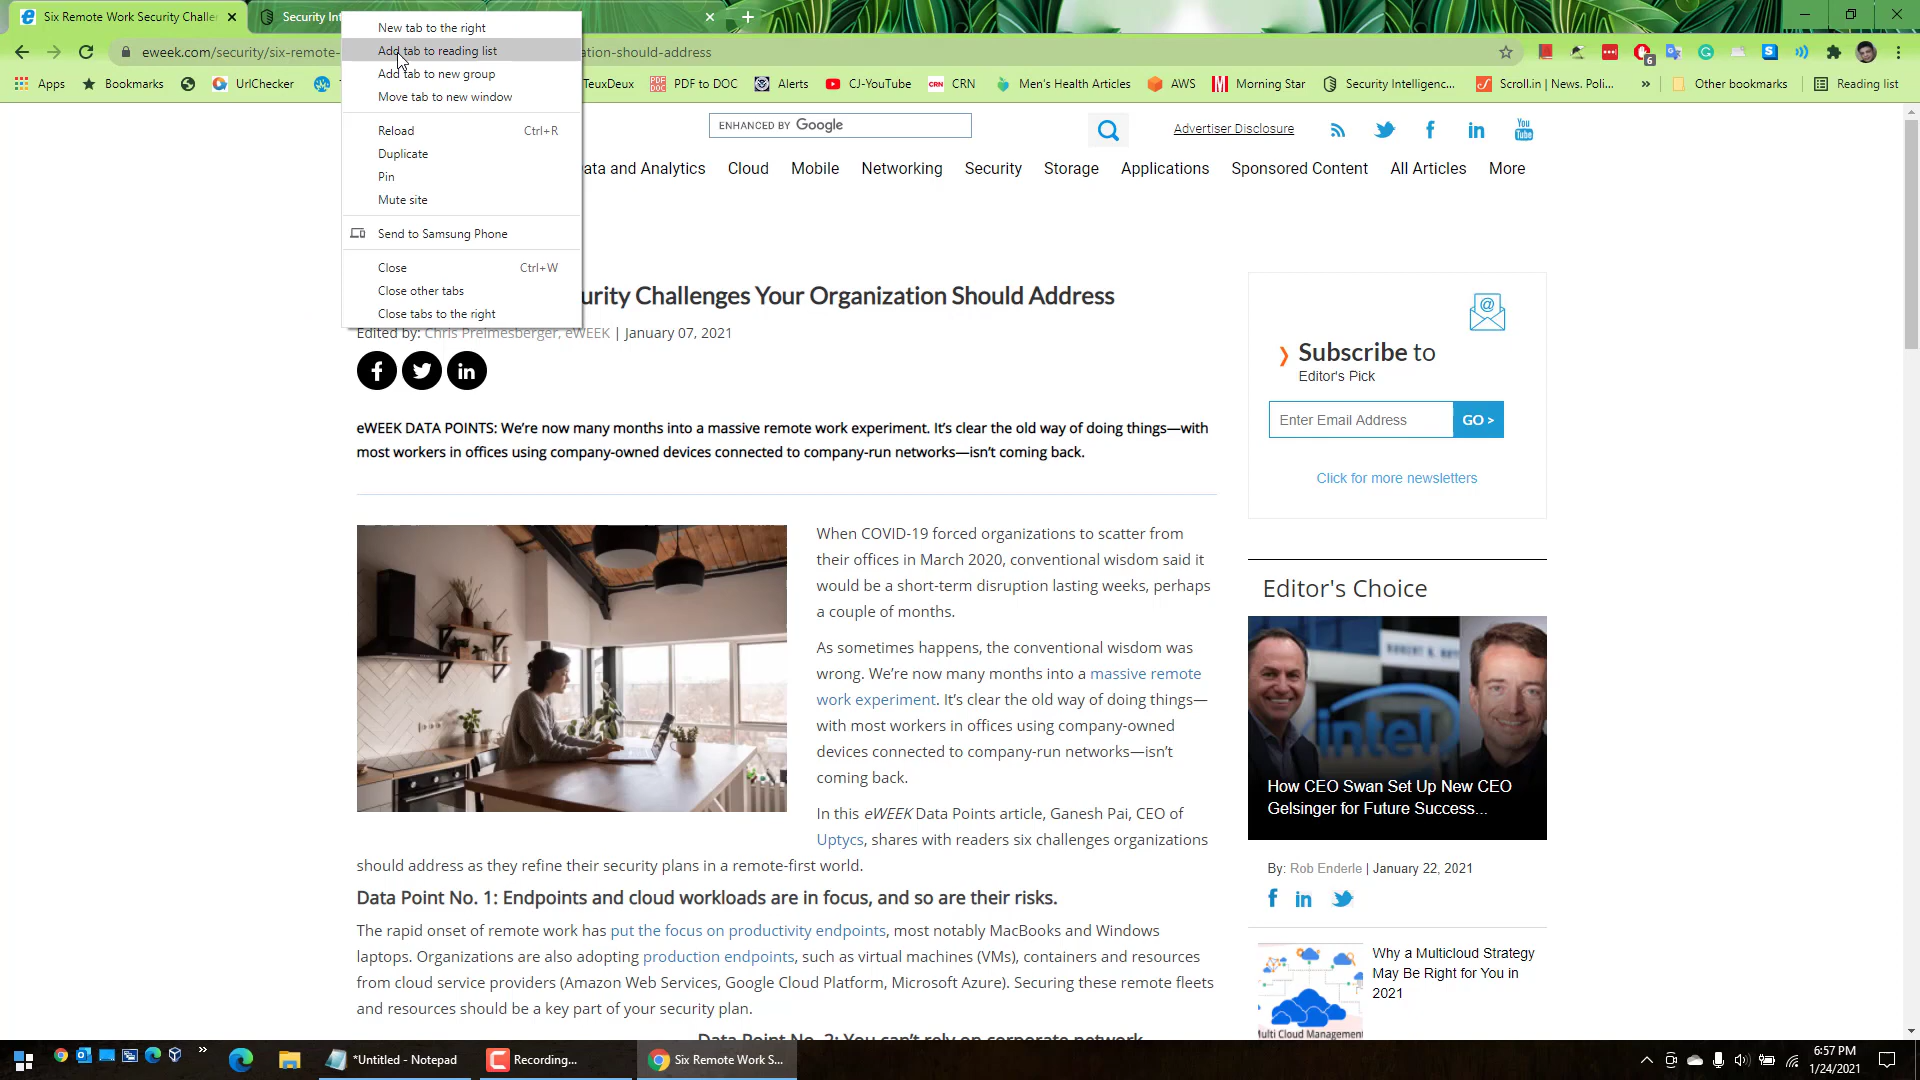 Six Remote Work Security Challe
Security Int
New tab to the right
Add tab to reading list
Add tab to new group
Move tab to new window
Reload Ctrl+R
Duplicate
Pin
Mute site
Send to Samsung Phone
Close Ctrl+W
Close other tabs
Close tabs to the right
eweek.com/security/six-remote- ation-should-address
6
Apps
Bookmarks
UrlChecker
TeuxDeux
PDF to DOC
Alerts
CJ-YouTube
CRN CRN
Men's Health Articles
AWS
Morning Star
Security Intelligenc...
Scroll.in | News. Poli...
»
Other bookmarks
Reading list
ENHANCED BY Google
Advertiser Disclosure
You Tube
ata and Analytics
Cloud
Mobile
Networking
Security
Storage
Applications
Sponsored Content
All Articles
More
urity Challenges Your Organization Should Address
Edited by: Chris Preimesberger, eWEEK | January 07, 2021
eWEEK DATA POINTS: We're now many months into a massive remote work experiment. It's clear the old way of doing things—with
most workers in offices using company-owned devices connected to company-run networks—isn't coming back.
When COVID-19 forced organizations to scatter from
their offices in March 2020, conventional wisdom said it
would be a short-term disruption lasting weeks, perhaps
a couple of months.
As sometimes happens, the conventional wisdom was
wrong. We're now many months into a massive remote
work experiment. It's clear the old way of doing things—
with most workers in offices using company-owned
devices connected to company-run networks—isn't
coming back.
In this eWEEK Data Points article, Ganesh Pai, CEO of
Uptycs, shares with readers six challenges organizations
should address as they refine their security plans in a remote-first world.
Data Point No. 1: Endpoints and cloud workloads are in focus, and so are their risks.
The rapid onset of remote work has put the focus on productivity endpoints, most notably MacBooks and Windows
laptops. Organizations are also adopting production endpoints, such as virtual machines (VMs), containers and resources
from cloud service providers (Amazon Web Services, Google Cloud Platform, Microsoft Azure). Securing these remote fleets
and resources should be a key part of your security plan.
Data Point No. 2: You can't rely on corporate network
Subscribe to
Editor's Pick
Enter Email Address GO >
Click for more newsletters
Editor's Choice
intel
How CEO Swan Set Up New CEO
Gelsinger for Future Success...
By: Rob Enderle | January 22, 2021
Why a Multicloud Strategy
May Be Right for You in
2021
Multi Cloud Management
*Untitled - Notepad
Recording...
Six Remote Work S...
6:57 PM
1/24/2021